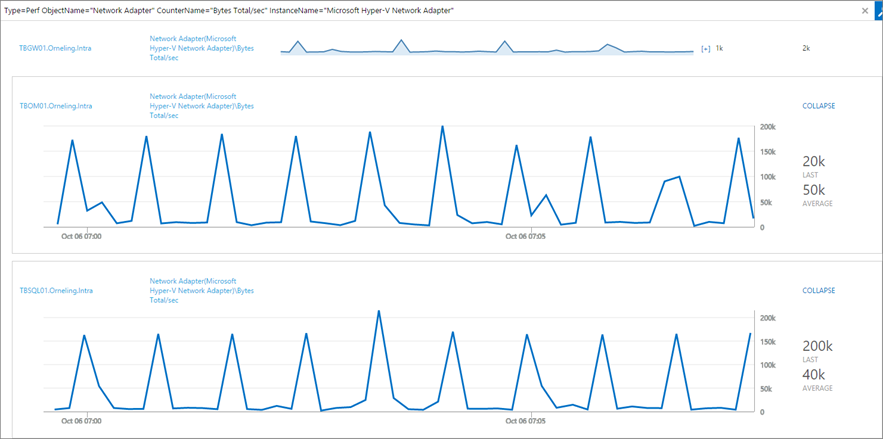 Type=Perf ObjectName="Network Adapter" CounterName="Bytes Total/sec" InstanceName="Microsoft Hyper-V Network Adapter"
TBGW01.Orneling.Intra
Network Adapter(Microsoft
Hyper-V Network Adapter)\Bytes
Total/sec
[+] 1k
2k
TBOM01.Orneling.Intra
Network Adapter(Microsoft
Hyper-V Network Adapter)\Bytes
Total/sec
COLLAPSE
200k
150k
100k
50k
0
Oct 06 07:00
Oct 06 07:05
20k
LAST
50k
AVERAGE
TBSQL01.Orneling.Intra
Network Adapter(Microsoft
Hyper-V Network Adapter)\Bytes
Total/sec
COLLAPSE
200k
150k
100k
50k
0
Oct 06 07:00
Oct 06 07:05
200k
LAST
40k
AVERAGE